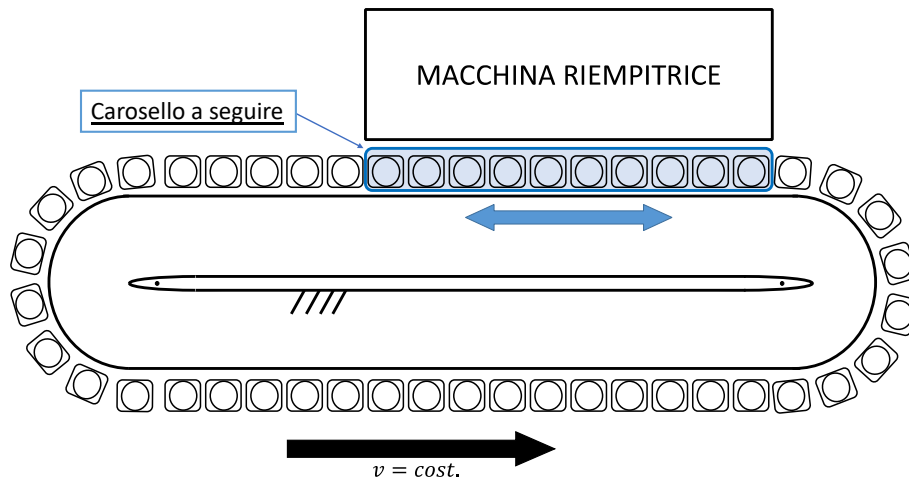 MACCHINA RIEMPITRICE
Carosello a seguire
v = cost.